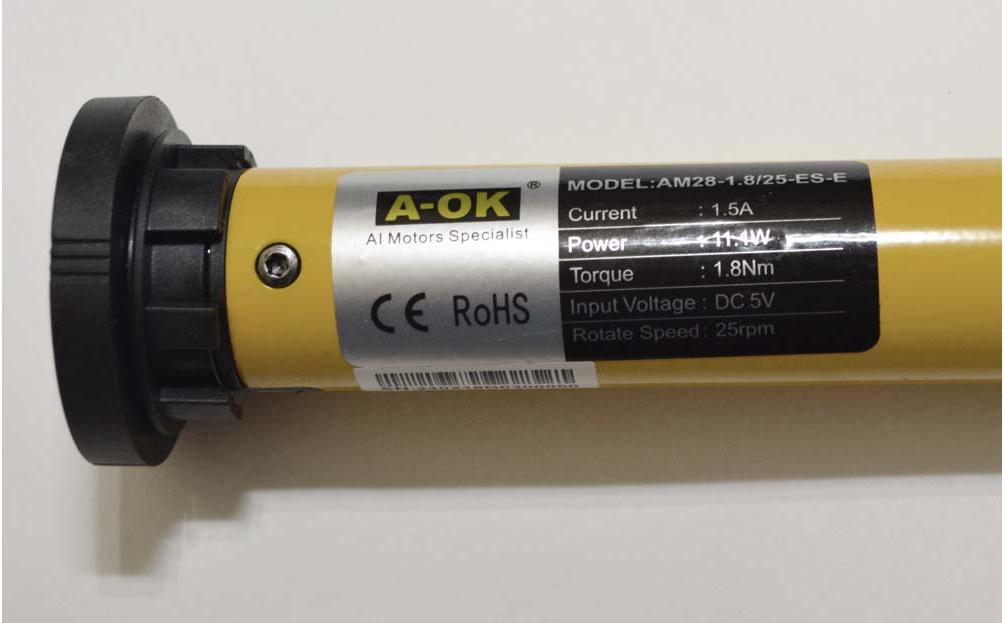 A-OK ®
AI Motors Specialist
CE RoHS
MODEL:AM28-1.8/25-ES-E
Current : 1.5A
Power : 11.1W
Torque : 1.8Nm
Input Voltage : DC 5V
Rotate Speed : 25rpm